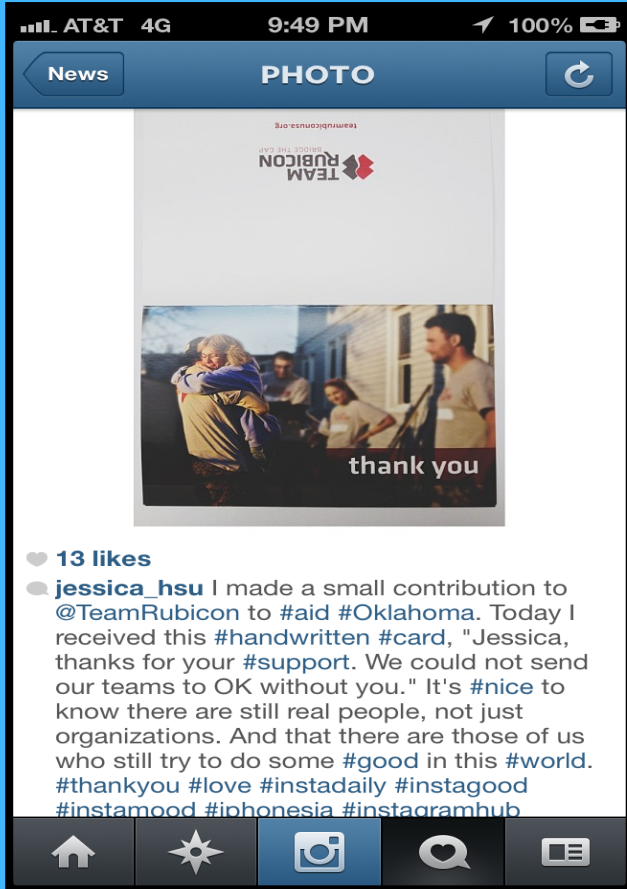 AT&T 4G 9:49 PM 100%
News PHOTO
teamrubiconusa.org
TEAM
RUBICON
BRIDGE THE GAP
thank you
13 likes
jessica_hsu I made a small contribution to
@TeamRubicon to #aid #Oklahoma. Today I
received this #handwritten #card, "Jessica,
thanks for your #support. We could not send
our teams to OK without you." It's #nice to
know there are still real people, not just
organizations. And that there are those of us
who still try to do some #good in this #world.
#thankyou #love #instadaily #instagood
#instamood #iphonesia #instagramhub